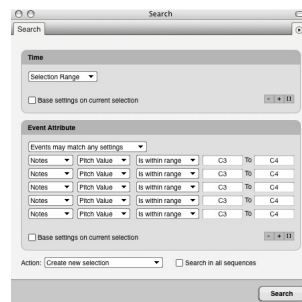 Search
Search
Time
Selection Range
Base settings on current selection
Event Attribute
Events may match any settings
Notes Pitch Value Is within range C3 To C4
Notes Pitch Value Is within range C3 To C4
Notes Pitch Value Is within range C3 To C4
Notes Pitch Value Is within range C3 To C4
Notes Pitch Value Is within range C3 To C4
Base settings on current selection
Action: Create new selection Search in all sequences
Search